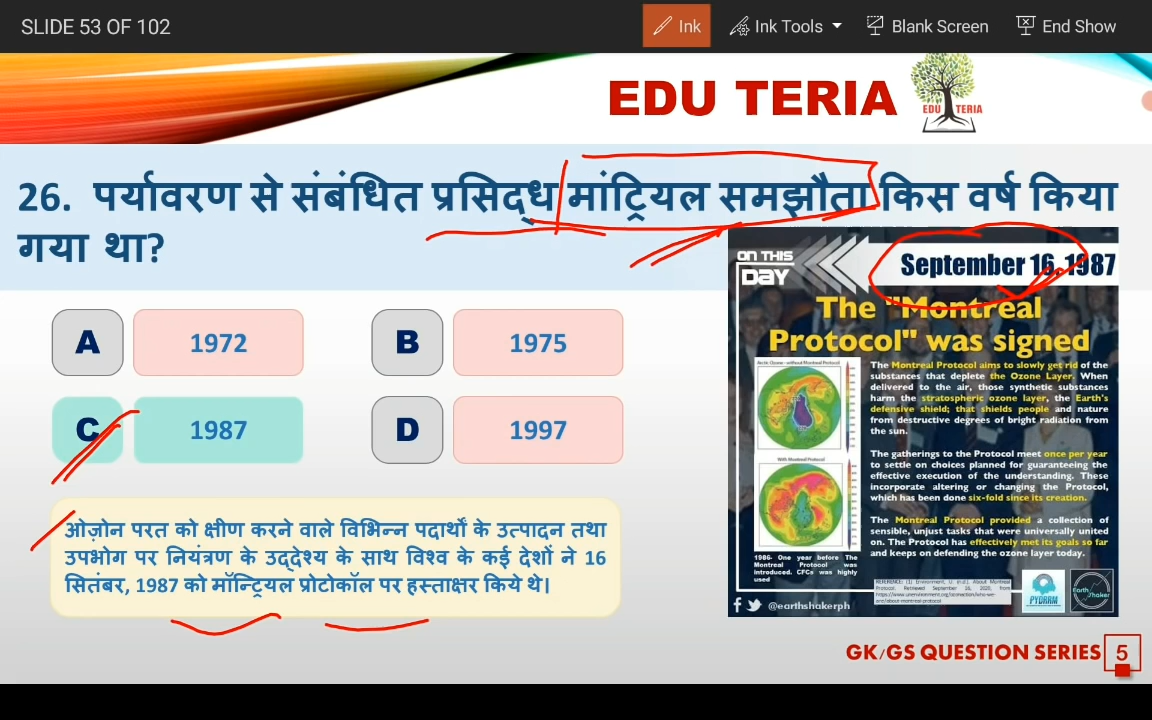 SLIDE 53 OF 102
Ink
Ink Tools
Blank Screen
End Show
EDU TERIA
EDU TERIA
26. पर्यावरण से संबंधित प्रसिद्ध मांट्रियल समझौता किस वर्ष किया
गया था?
A 1972
B 1975
C 1987
D 1997
ओज़ोन परत को क्षीण करने वाले विभिन्न पदार्थों के उत्पादन तथा
उपभोग पर नियंत्रण के उद्देश्य के साथ विश्व के कई देशों ने 16
सितंबर, 1987 को मॉन्ट्रियल प्रोटोकॉल पर हस्ताक्षर किये थे।
ON THIS
DAY
September 16, 1987
The "Montreal
Protocol" was signed
The Montreal Protocol aims to slowly get rid of the
substances that deplete the Ozone Layer. When
delivered to the air, those synthetic substances
harm the stratospheric ozone layer, the Earth's
defensive shield; that shields people and nature
from destructive degrees of bright radiation from
the sun.
The gatherings to the Protocol meet once per year
to settle on choices planned for guaranteeing the
effective execution of the understanding. These
incorporate altering or changing the Protocol,
which has been done six-fold since its creation.
The Montreal Protocol provided a collection of
sensible, unjust tasks that were universally united
on. The Protocol has effectively met its goals so far
and keeps on defending the ozone layer today.
1986- One year before The
Montreal Protocol was
introduced. CFCs was highly
used
@earthshakerph
PYDRRM
Earth
Shaker
GK/GS QUESTION SERIES 5